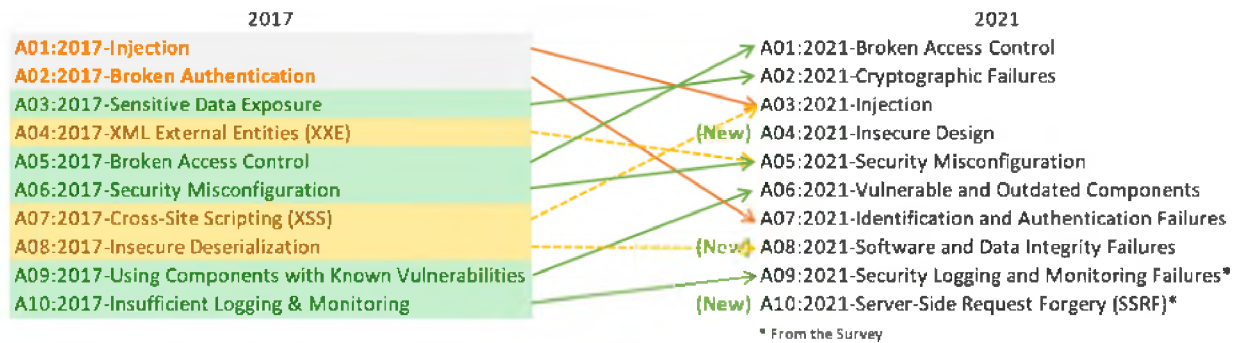 2017
2021
A01:2017-Injection
A01:2021-Broken Access Control
A02:2017-Broken Authentication
A02:2021-Cryptographic Failures
A03:2017-Sensitive Data Exposure
A03:2021-Injection
A04:2017-XML External Entities (XXE)
(New) A04:2021-Insecure Design
A05:2017-Broken Access Control
A05:2021-Security Misconfiguration
A06:2017-Security Misconfiguration
A06:2021-Vulnerable and Outdated Components
A07:2017-Cross-Site Scripting (XSS)
A07:2021-Identification and Authentication Failures
A08:2017-Insecure Deserialization
(New) A08:2021-Software and Data Integrity Failures
A09:2017-Using Components with Known Vulnerabilities
A09:2021-Security Logging and Monitoring Failures*
A10:2017-Insufficient Logging & Monitoring
(New) A10:2021-Server-Side Request Forgery (SSRF)*
* From the Survey